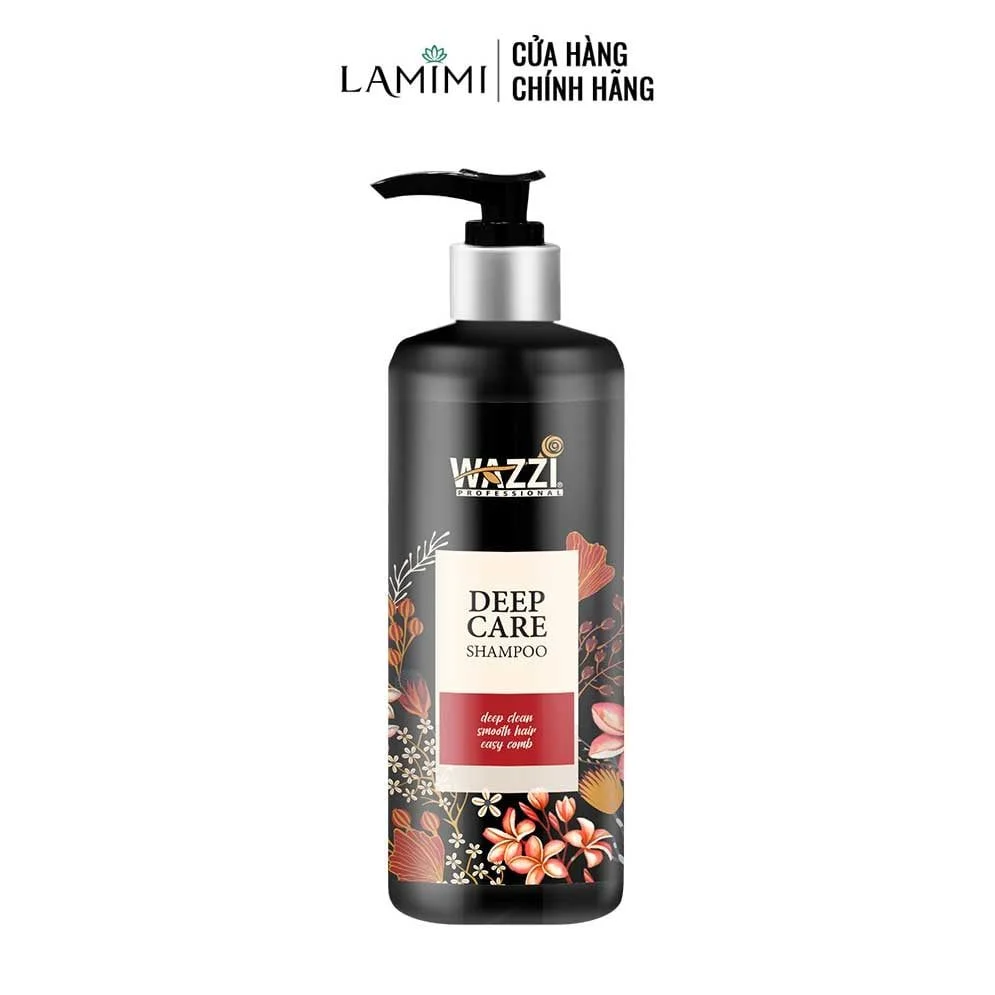 LAMIMI
CỬA HÀNG
CHÍNH HÃNG
WAZZI®
PROFESSIONAL
DEEP
CARE
SHAMPOO
deep clean
smooth hair
easy comb